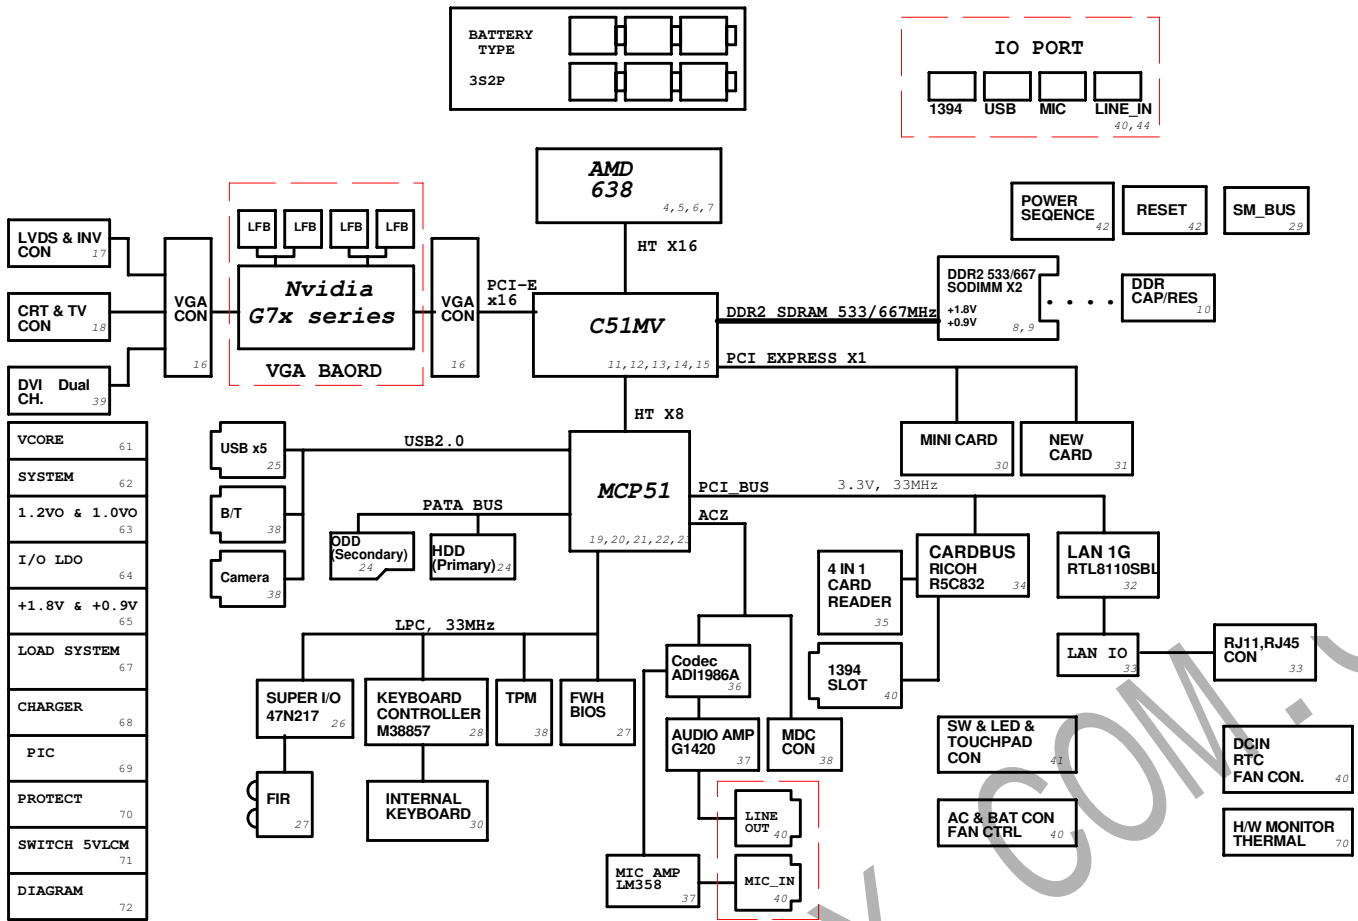 BATTERY
TYPE
3S2P
IO PORT
1394
USB
MIC
LINE_IN
40,44
AMD
638
4,5,6,7
HT X16
POWER
SEQENCE
42
RESET
42
SM_BUS
29
LVDS & INV
CON
17
CRT & TV
CON
18
DVI Dual
CH.
39
VGA
CON
16
LFB
LFB
LFB
LFB
Nvidia
G7x series
VGA BAORD
VGA
CON
16
PCI-E
x16
C51MV
11,12,13,14,15
DDR2 SDRAM 533/667MHz
DDR2 533/667
SODIMM X2
+1.8V
+0.9V
8,9
DDR
CAP/RES
10
PCI EXPRESS X1
MINI CARD
30
NEW
CARD
31
HT X8
VCORE
61
SYSTEM
62
1.2VO & 1.0VO
63
I/O LDO
64
+1.8V & +0.9V
65
LOAD SYSTEM
67
CHARGER
68
PIC
69
PROTECT
70
SWITCH 5VLCM
71
DIAGRAM
72
USB x5
25
B/T
38
Camera
38
USB2.0
PATA BUS
ODD
(Secondary)
24
HDD
(Primary)
24
MCP51
19,20,21,22,23
PCI_BUS
3.3V, 33MHz
ACZ
4 IN 1
CARD
READER
35
CARDBUS
RICOH
R5C832
34
LAN 1G
RTL8110SBL
32
1394
SLOT
40
LAN IO
33
RJ11,RJ45
CON
33
LPC, 33MHz
SUPER I/O
47N217
26
KEYBOARD
CONTROLLER
M38857
28
TPM
38
FWH
BIOS
27
Codec
ADI1986A
36
AUDIO AMP
G1420
37
MDC
CON
38
FIR
27
INTERNAL
KEYBOARD
30
LINE
OUT
40
MIC AMP
LM358
37
MIC_IN
40
SW & LED &
TOUCHPAD
CON
41
DCIN
RTC
FAN CON.
40
AC & BAT CON
FAN CTRL
40
H/W MONITOR
THERMAL
70
COM.